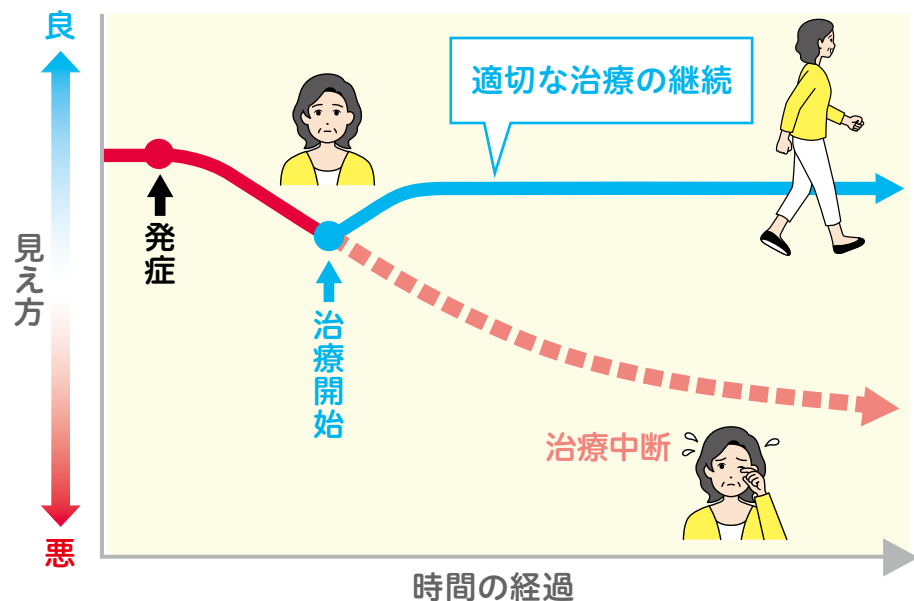 良
見え方
悪
発症
治療開始
適切な治療の継続
治療中断
時間の経過